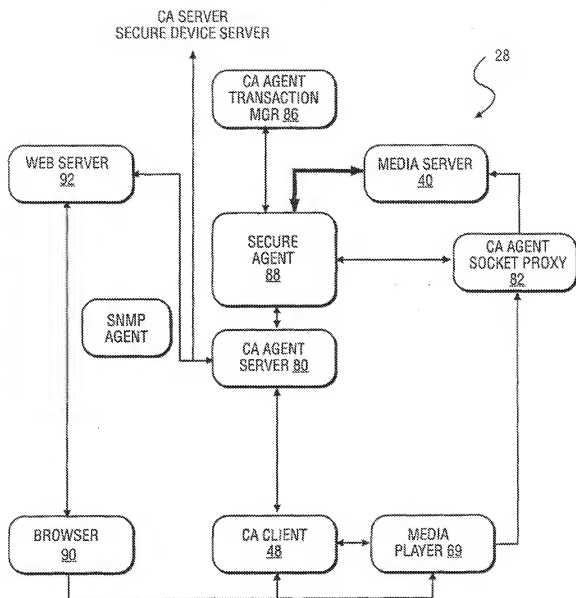 CA SERVER
SECURE DEVICE SERVER
28
CA AGENT
TRANSACTION
MGR 86
WEB SERVER
92
MEDIA SERVER
40
SECURE
AGENT
88
CA AGENT
SOCKET PROXY
82
SNMP
AGENT
CA AGENT
SERVER 80
BROWSER
90
CA CLIENT
48
MEDIA
PLAYER 69